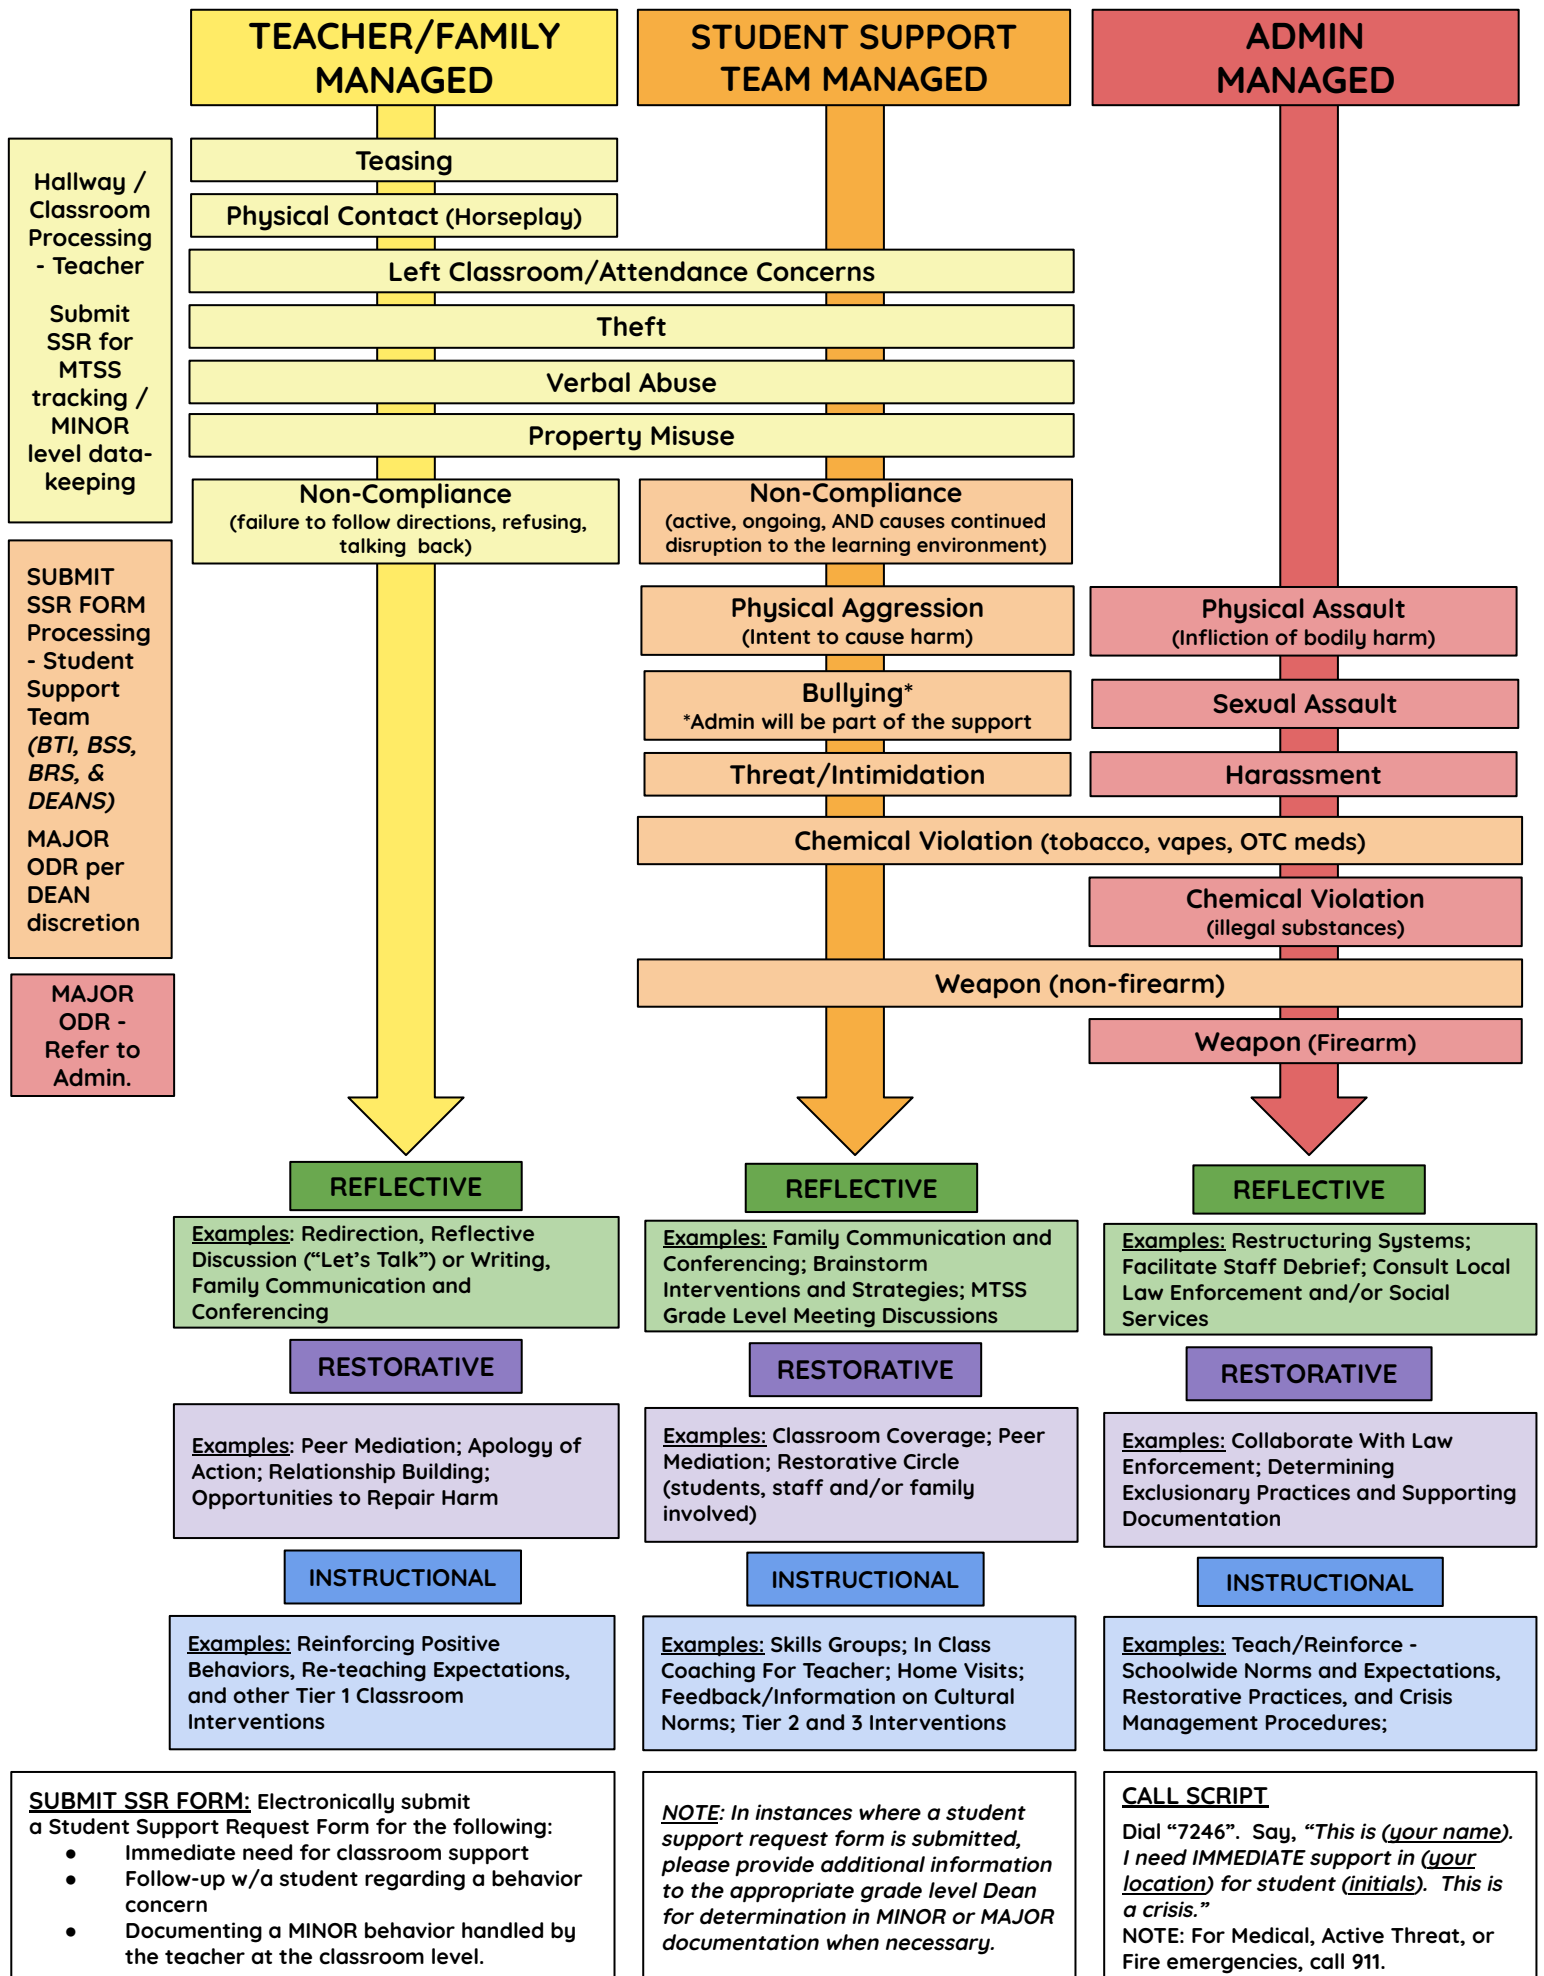 TEACHER/FAMILY
MANAGED
STUDENT SUPPORT
TEAM MANAGED
ADMIN
MANAGED
Hallway /
Classroom
Processing
- Teacher
Submit
SSR for
MTSS
tracking /
MINOR
level data-
keeping
Teasing
Physical Contact (Horseplay)
Left Classroom/Attendance Concerns
Theft
Verbal Abuse
Property Misuse
Non-Compliance
(failure to follow directions, refusing,
talking back)
Non-Compliance
(active, ongoing, AND causes continued
disruption to the learning environment)
SUBMIT
SSR FORM
Processing
- Student
Support
Team
(BTI, BSS,
BRS, &
DEANS)
MAJOR
ODR per
DEAN
discretion
Physical Aggression
(Intent to cause harm)
Physical Assault
(Infliction of bodily harm)
Bullying*
*Admin will be part of the support
Sexual Assault
Threat/Intimidation
Harassment
Chemical Violation (tobacco, vapes, OTC meds)
Chemical Violation
(illegal substances)
Weapon (non-firearm)
Weapon (Firearm)
MAJOR
ODR -
Refer to
Admin.
REFLECTIVE
Examples: Redirection, Reflective
Discussion (“Let’s Talk”) or Writing,
Family Communication and
Conferencing
REFLECTIVE
Examples: Family Communication and
Conferencing; Brainstorm
Interventions and Strategies; MTSS
Grade Level Meeting Discussions
REFLECTIVE
Examples: Restructuring Systems;
Facilitate Staff Debrief; Consult Local
Law Enforcement and/or Social
Services
RESTORATIVE
Examples: Peer Mediation; Apology of
Action; Relationship Building;
Opportunities to Repair Harm
RESTORATIVE
Examples: Classroom Coverage; Peer
Mediation; Restorative Circle
(students, staff and/or family
involved)
RESTORATIVE
Examples: Collaborate With Law
Enforcement; Determining
Exclusionary Practices and Supporting
Documentation
INSTRUCTIONAL
Examples: Reinforcing Positive
Behaviors, Re-teaching Expectations,
and other Tier 1 Classroom
Interventions
INSTRUCTIONAL
Examples: Skills Groups; In Class
Coaching For Teacher; Home Visits;
Feedback/Information on Cultural
Norms; Tier 2 and 3 Interventions
INSTRUCTIONAL
Examples: Teach/Reinforce -
Schoolwide Norms and Expectations,
Restorative Practices, and Crisis
Management Procedures;
SUBMIT SSR FORM: Electronically submit
a Student Support Request Form for the following:
● Immediate need for classroom support
● Follow-up w/a student regarding a behavior
concern
● Documenting a MINOR behavior handled by
the teacher at the classroom level.
NOTE: In instances where a student
support request form is submitted,
please provide additional information
to the appropriate grade level Dean
for determination in MINOR or MAJOR
documentation when necessary.
CALL SCRIPT
Dial “7246”. Say, “This is (your name).
I need IMMEDIATE support in (your
location) for student (initials). This is
a crisis.”
NOTE: For Medical, Active Threat, or
Fire emergencies, call 911.